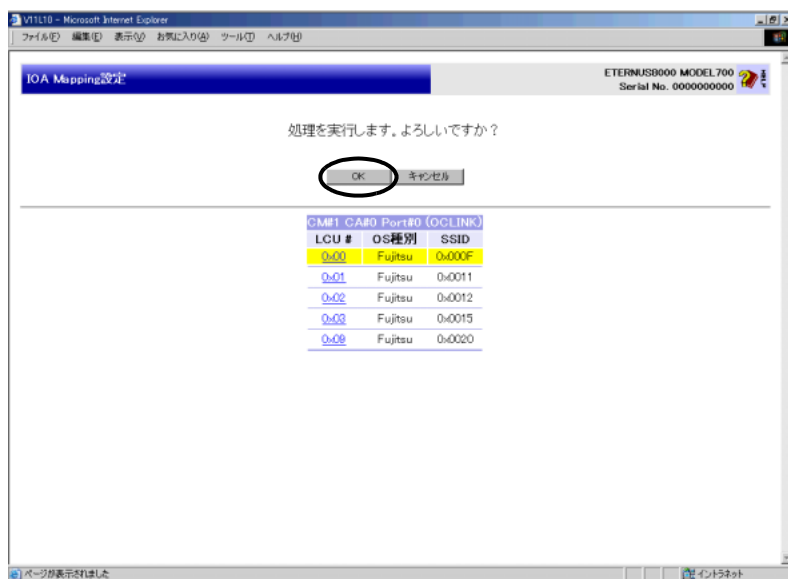 V11L10 - Microsoft Internet Explorer
ファイル(F) 編集(E) 表示(V) お気に入り(A) ツール(T) ヘルプ(H)
IOA Mapping設定
ETERNUS8000 MODEL700
Serial No. 0000000000
処理を実行します。よろしいですか？
OK キャンセル
CM#1 CA#0 Port#0 (OCLINK)
LCU # OS種別 SSID
0x00 Fujitsu 0x000F
0x01 Fujitsu 0x0011
0x02 Fujitsu 0x0012
0x03 Fujitsu 0x0015
0x09 Fujitsu 0x0020
ページが表示されました イントラネット